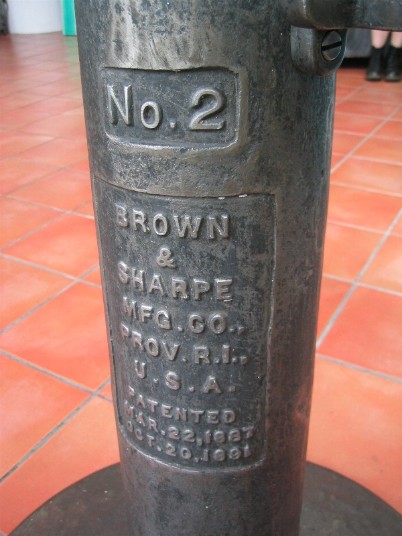 No. 2
BROWN
&
SHARPE
MFG. CO.,
PROV. R.I.,
U.S.A.
PATENTED
MAR. 22, 1887
OCT. 20, 1891